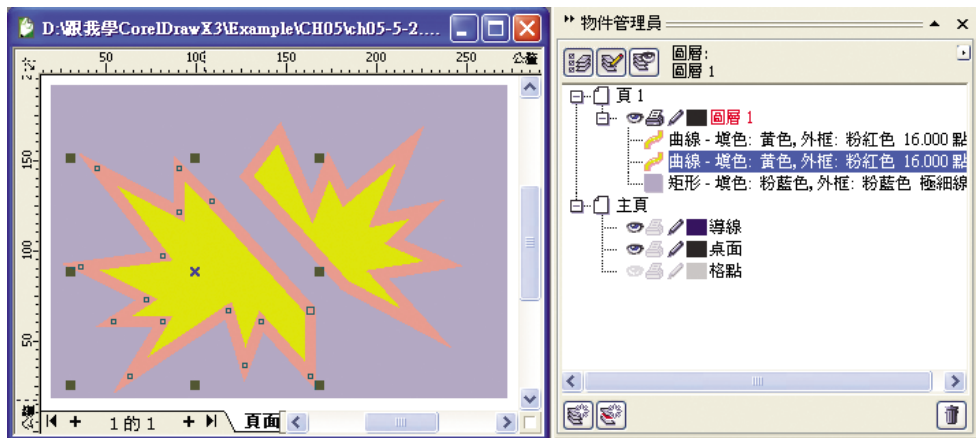 D:\跟我學CorelDrawX3\Example\CH05\ch05-5-2....
50 100 150 200 250 公釐
150
100
50
1 的 1
頁面
物件管理員
圖層:
圖層 1
頁 1
圖層 1
曲線 - 塡色: 黃色, 外框: 粉紅色 16.000 點
曲線 - 塡色: 黃色, 外框: 粉紅色 16.000 點
矩形 - 塡色: 粉藍色, 外框: 粉藍色 極細線
主頁
導線
桌面
格點